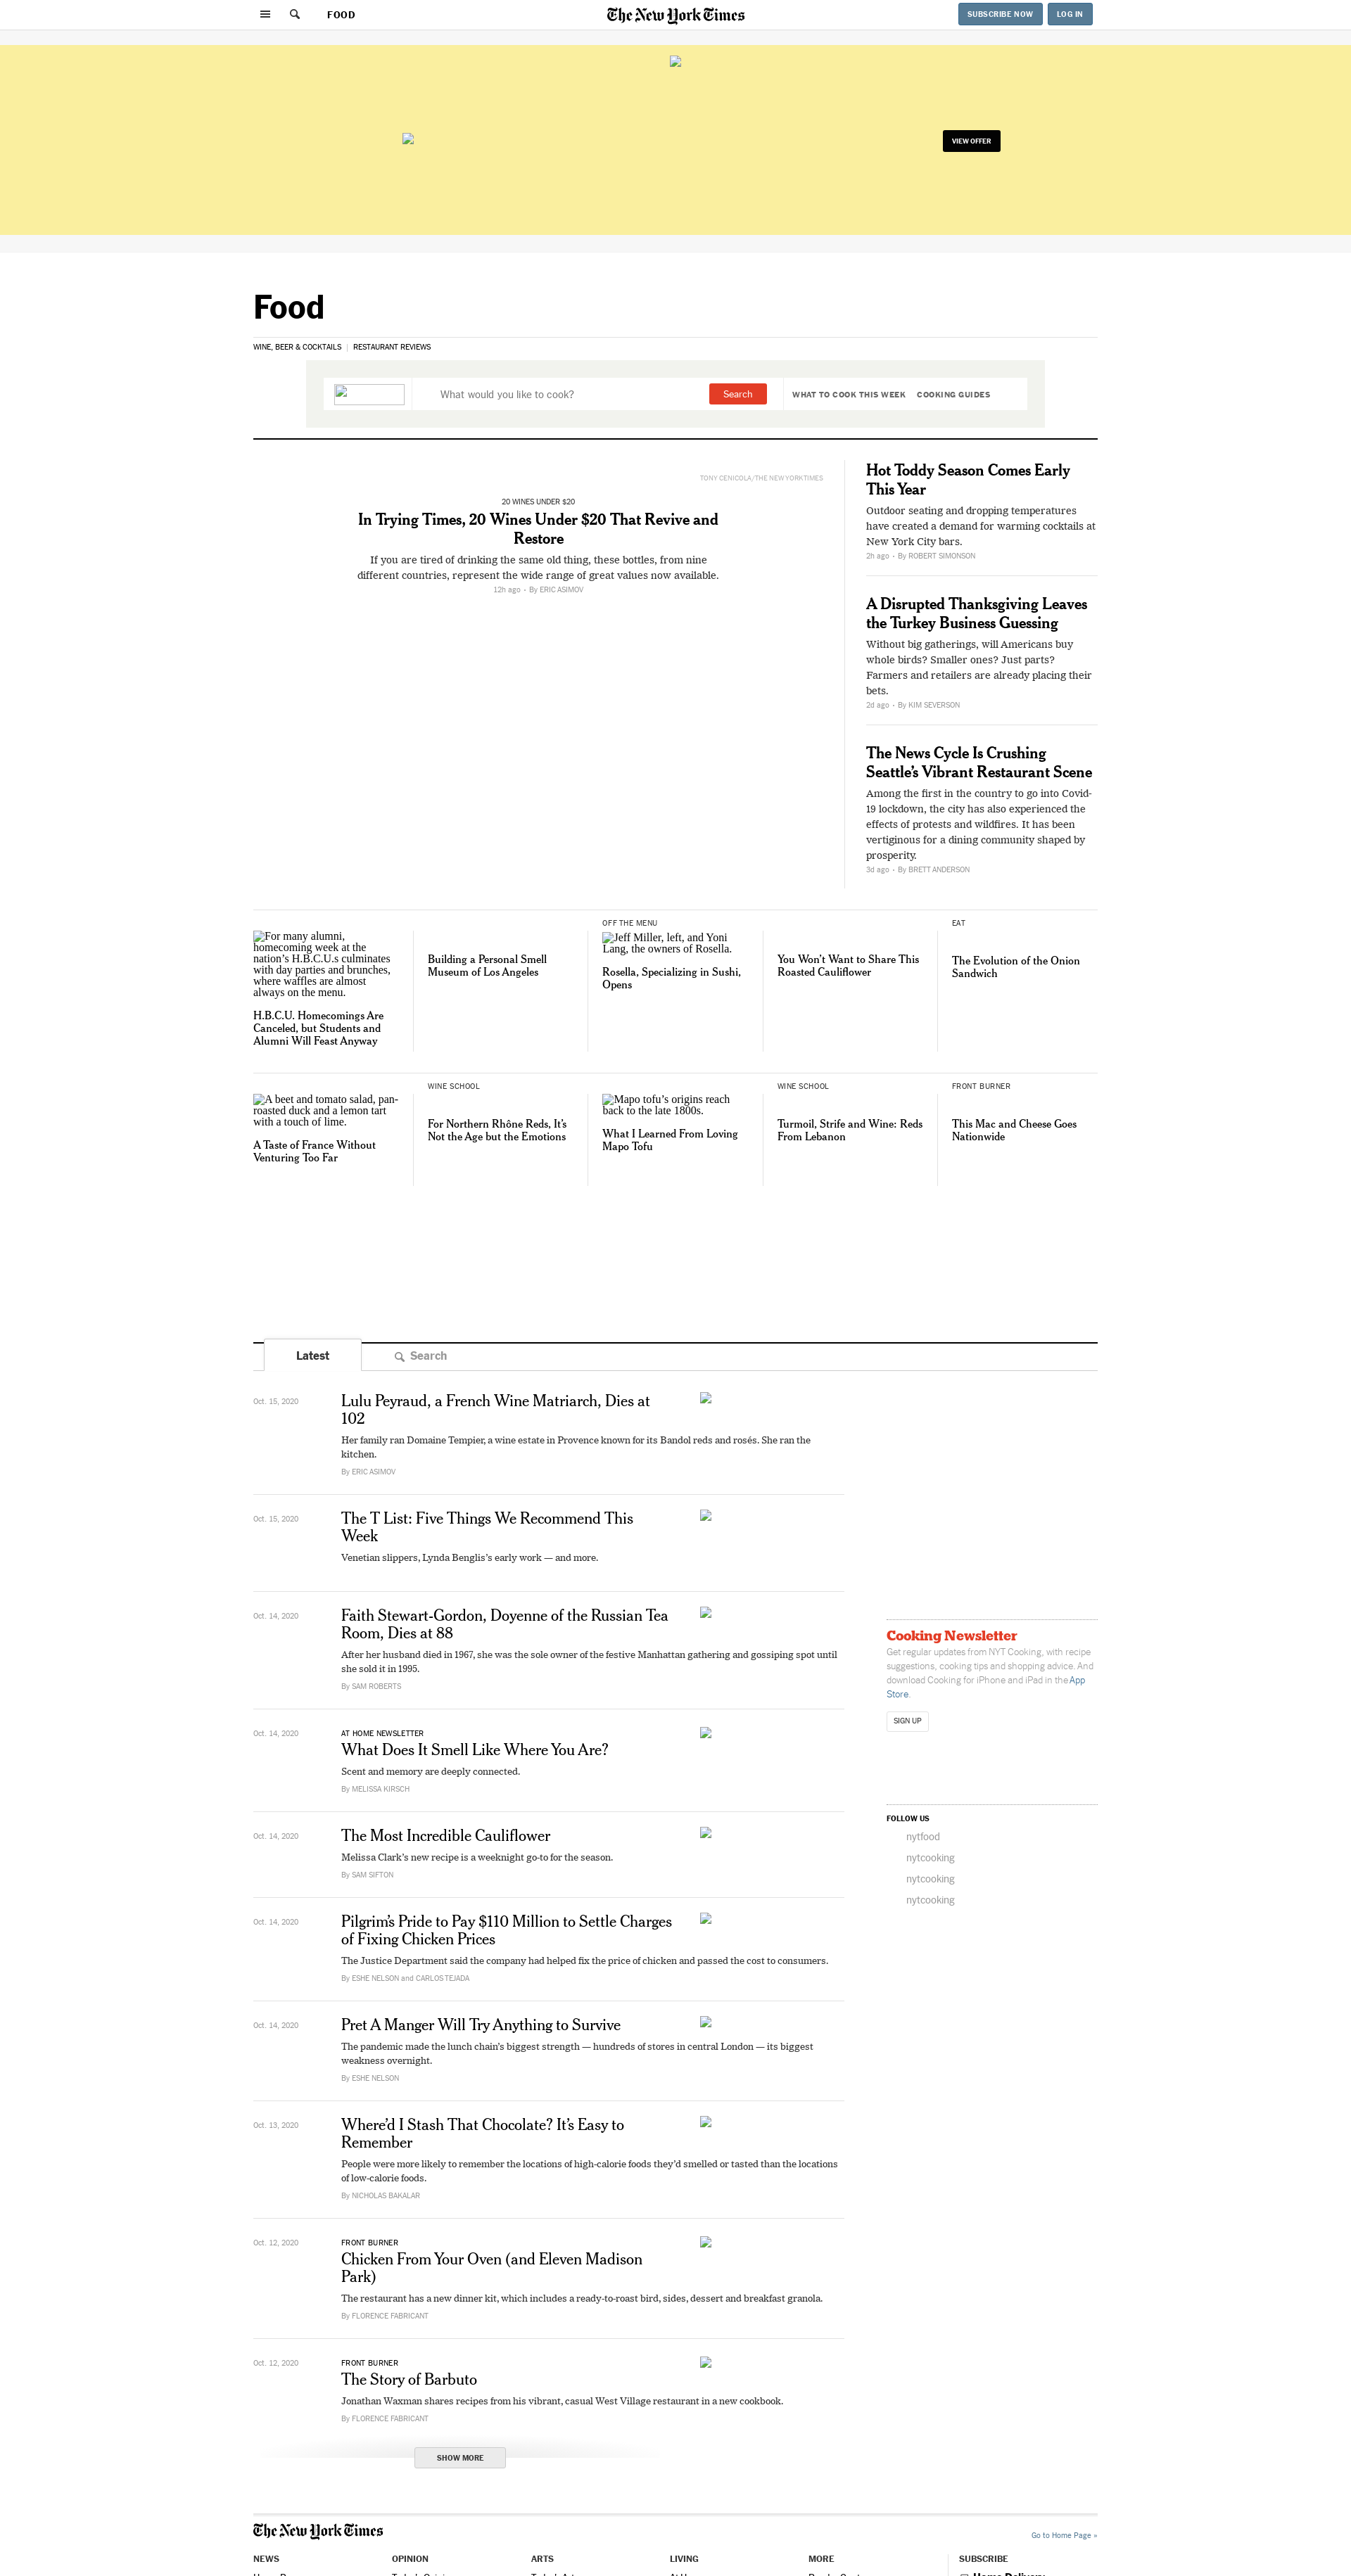 FOOD
The New York Times
SUBSCRIBE NOW
LOG IN
VIEW OFFER
Food
WINE, BEER & COCKTAILS | RESTAURANT REVIEWS
What would you like to cook?
Search
WHAT TO COOK THIS WEEK
COOKING GUIDES
TONY CENICOLA/THE NEW YORK TIMES
20 WINES UNDER $20
In Trying Times, 20 Wines Under $20 That Revive and
Restore
If you are tired of drinking the same old thing, these bottles, from nine
different countries, represent the wide range of great values now available.
12h ago • By ERIC ASIMOV
Hot Toddy Season Comes Early
This Year
Outdoor seating and dropping temperatures
have created a demand for warming cocktails at
New York City bars.
2h ago • By ROBERT SIMONSON
A Disrupted Thanksgiving Leaves
the Turkey Business Guessing
Without big gatherings, will Americans buy
whole birds? Smaller ones? Just parts?
Farmers and retailers are already placing their
bets.
2d ago • By KIM SEVERSON
The News Cycle Is Crushing
Seattle’s Vibrant Restaurant Scene
Among the first in the country to go into Covid-
19 lockdown, the city has also experienced the
effects of protests and wildfires. It has been
vertiginous for a dining community shaped by
prosperity.
3d ago • By BRETT ANDERSON
For many alumni,
homecoming week at the
nation’s H.B.C.U.s culminates
with day parties and brunches,
where waffles are almost
always on the menu.
H.B.C.U. Homecomings Are
Canceled, but Students and
Alumni Will Feast Anyway
Building a Personal Smell
Museum of Los Angeles
OFF THE MENU
Jeff Miller, left, and Yoni
Lang, the owners of Rosella.
Rosella, Specializing in Sushi,
Opens
You Won’t Want to Share This
Roasted Cauliflower
EAT
The Evolution of the Onion
Sandwich
A beet and tomato salad, pan-
roasted duck and a lemon tart
with a touch of lime.
A Taste of France Without
Venturing Too Far
WINE SCHOOL
For Northern Rhône Reds, It’s
Not the Age but the Emotions
Mapo tofu’s origins reach
back to the late 1800s.
What I Learned From Loving
Mapo Tofu
WINE SCHOOL
Turmoil, Strife and Wine: Reds
From Lebanon
FRONT BURNER
This Mac and Cheese Goes
Nationwide
Latest
Search
Oct. 15, 2020
Lulu Peyraud, a French Wine Matriarch, Dies at
102
Her family ran Domaine Tempier, a wine estate in Provence known for its Bandol reds and rosés. She ran the
kitchen.
By ERIC ASIMOV
Oct. 15, 2020
The T List: Five Things We Recommend This
Week
Venetian slippers, Lynda Benglis’s early work — and more.
Oct. 14, 2020
Faith Stewart-Gordon, Doyenne of the Russian Tea
Room, Dies at 88
After her husband died in 1967, she was the sole owner of the festive Manhattan gathering and gossiping spot until
she sold it in 1995.
By SAM ROBERTS
Oct. 14, 2020
AT HOME NEWSLETTER
What Does It Smell Like Where You Are?
Scent and memory are deeply connected.
By MELISSA KIRSCH
Oct. 14, 2020
The Most Incredible Cauliflower
Melissa Clark’s new recipe is a weeknight go-to for the season.
By SAM SIFTON
Oct. 14, 2020
Pilgrim’s Pride to Pay $110 Million to Settle Charges
of Fixing Chicken Prices
The Justice Department said the company had helped fix the price of chicken and passed the cost to consumers.
By ESHE NELSON and CARLOS TEJADA
Oct. 14, 2020
Pret A Manger Will Try Anything to Survive
The pandemic made the lunch chain’s biggest strength — hundreds of stores in central London — its biggest
weakness overnight.
By ESHE NELSON
Oct. 13, 2020
Where’d I Stash That Chocolate? It’s Easy to
Remember
People were more likely to remember the locations of high-calorie foods they’d smelled or tasted than the locations
of low-calorie foods.
By NICHOLAS BAKALAR
Oct. 12, 2020
FRONT BURNER
Chicken From Your Oven (and Eleven Madison
Park)
The restaurant has a new dinner kit, which includes a ready-to-roast bird, sides, dessert and breakfast granola.
By FLORENCE FABRICANT
Oct. 12, 2020
FRONT BURNER
The Story of Barbuto
Jonathan Waxman shares recipes from his vibrant, casual West Village restaurant in a new cookbook.
By FLORENCE FABRICANT
SHOW MORE
Cooking Newsletter
Get regular updates from NYT Cooking, with recipe
suggestions, cooking tips and shopping advice. And
download Cooking for iPhone and iPad in the App
Store.
SIGN UP
FOLLOW US
nytfood
nytcooking
nytcooking
nytcooking
The New York Times
Go to Home Page »
NEWS
OPINION
ARTS
LIVING
MORE
SUBSCRIBE